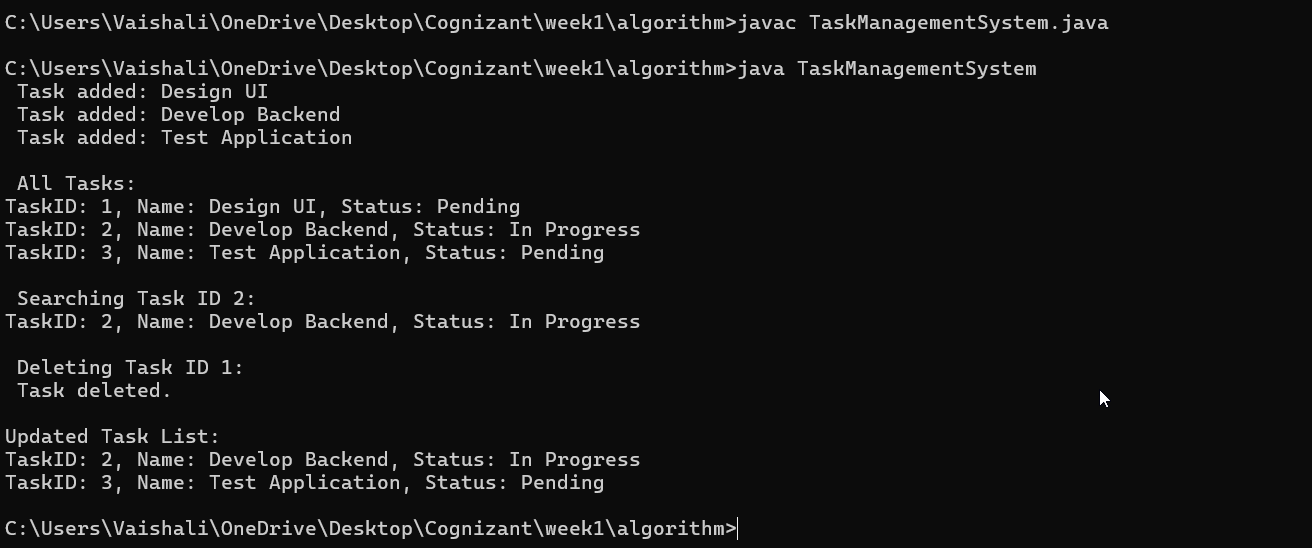 C:\Users\Vaishali\OneDrive\Desktop\Cognizant\week1\algorithm>javac TaskManagementSystem.java
C:\Users\Vaishali\OneDrive\Desktop\Cognizant\week1\algorithm>java TaskManagementSystem
Task added: Design UI
Task added: Develop Backend
Task added: Test Application
All Tasks:
TaskID: 1, Name: Design UI, Status: Pending
TaskID: 2, Name: Develop Backend, Status: In Progress
TaskID: 3, Name: Test Application, Status: Pending
Searching Task ID 2:
TaskID: 2, Name: Develop Backend, Status: In Progress
Deleting Task ID 1:
Task deleted.
Updated Task List:
TaskID: 2, Name: Develop Backend, Status: In Progress
TaskID: 3, Name: Test Application, Status: Pending
C:\Users\Vaishali\OneDrive\Desktop\Cognizant\week1\algorithm>